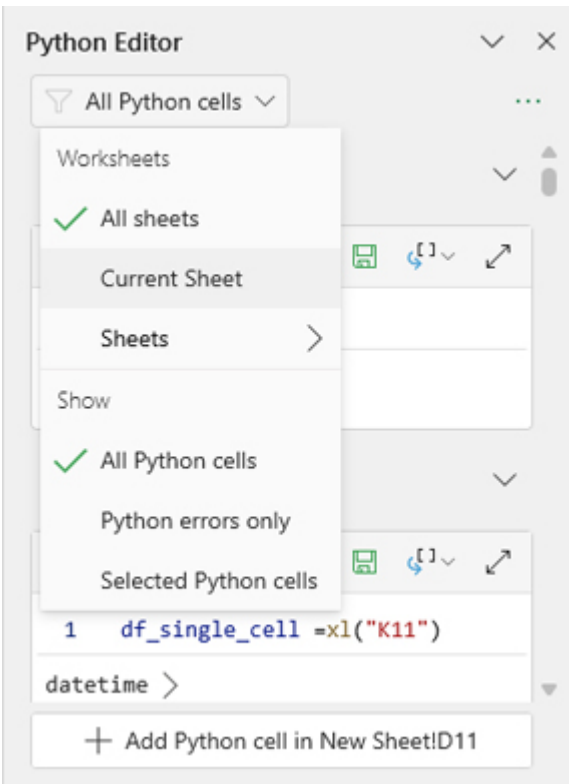 Python Editor
All Python cells
Worksheets
All sheets
Current Sheet
Sheets
Show
All Python cells
Python errors only
Selected Python cells
1 df_single_cell =xl("K11")
datetime
Add Python cell in New Sheet!D11